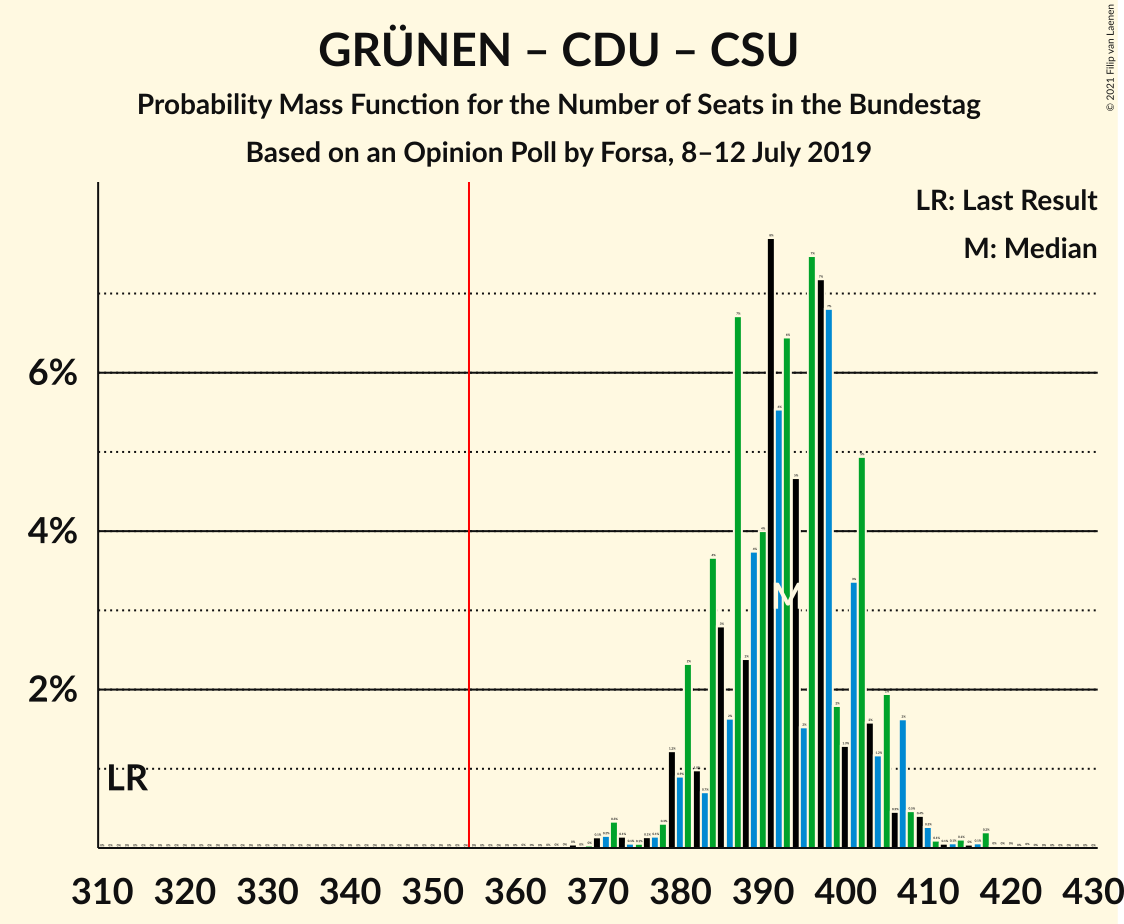 GRÜNEN – CDU – CSU
Probability Mass Function for the Number of Seats in the Bundestag
Based on an Opinion Poll by Forsa, 8–12 July 2019
© 2021 Filip van Laenen
LR: Last Result
M: Median
6%
4%
2%
LR
M
310 320 330 340 350 360 370 380 390 400 410 420 430